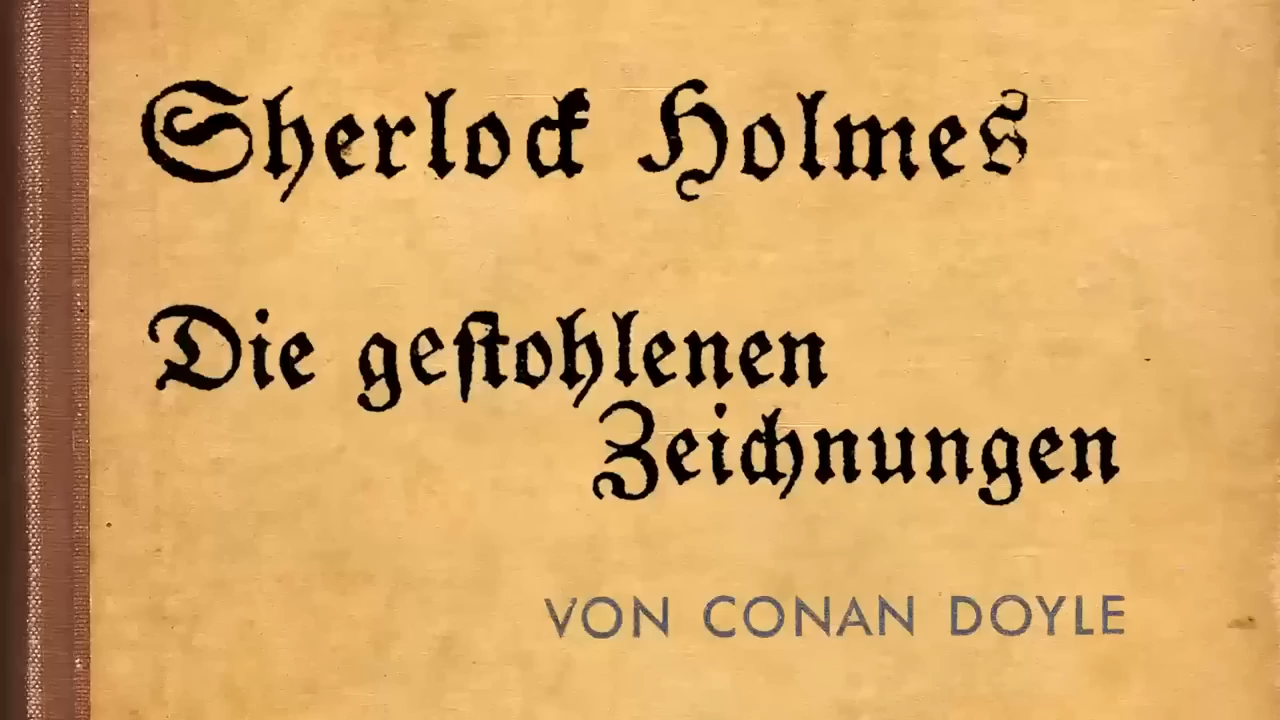 Sherlock Holmes
Die gestohlenen
Zeichnungen
VON CONAN DOYLE